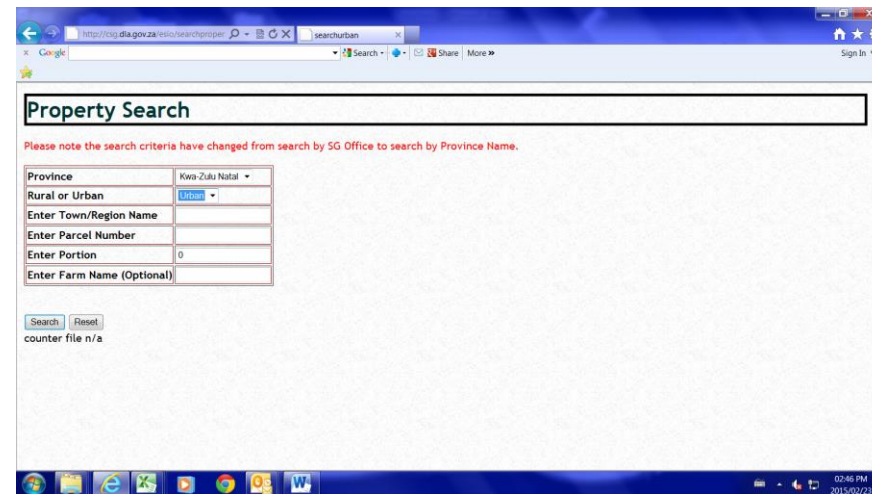 http://csg.dla.gov.za/esio/searchproper
searchurban
x Google Search Share More »
Sign In
Property Search
Please note the search criteria have changed from search by SG Office to search by Province Name.
Province Kwa-Zulu Natal
Rural or Urban Urban
Enter Town/Region Name
Enter Parcel Number
Enter Portion 0
Enter Farm Name (Optional)
Search Reset
counter file n/a
02:46 PM
2015/02/23